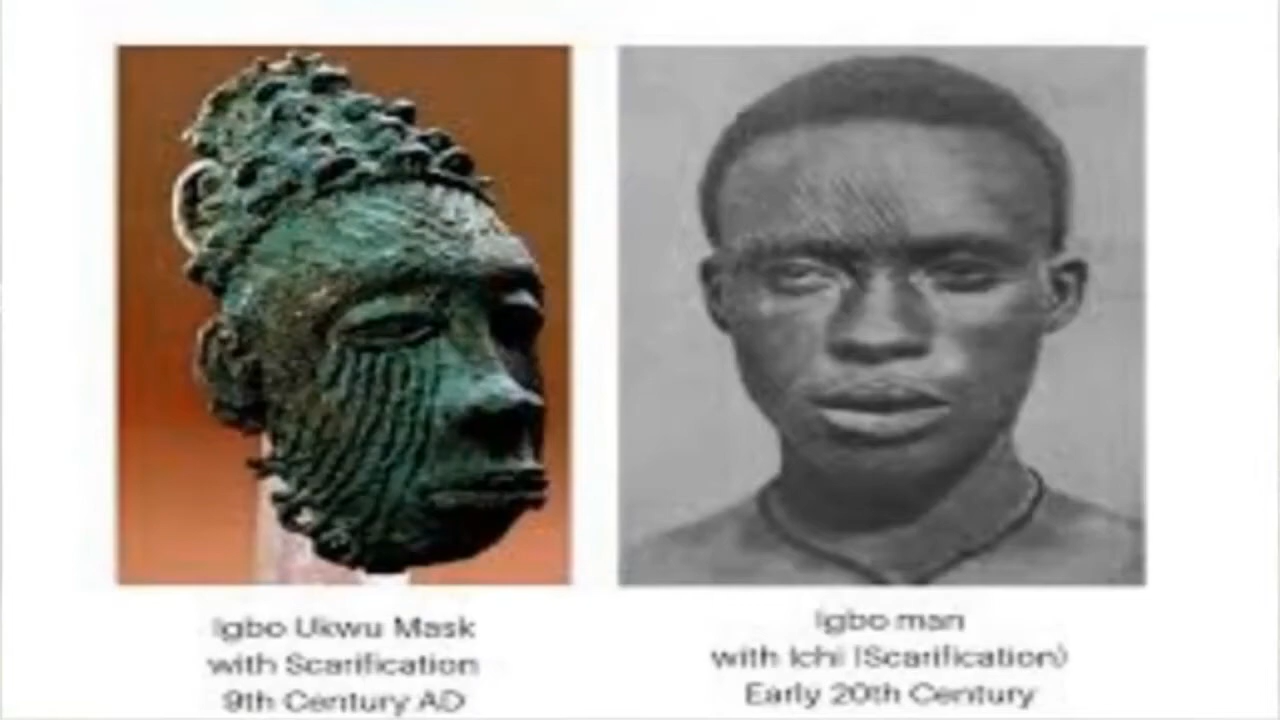 Igbo Ukwu Mask
with Scarification
9th Century AD
Igbo man
with Ichi (Scarification)
Early 20th Century